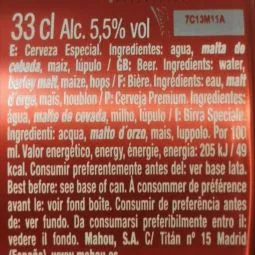 33 cl Alc. 5,5% vol
7C13M11A
E: Cerveza Especial. Ingredientes: agua, malta de
cebada, maíz, lúpulo / GB: Beer. Ingredients: water,
barley malt, maize, hops / F: Bière. Ingrédients: eau, malt
d'orge, maïs, houblon / P: Cerveja Premium. Ingredientes:
água, malte de cevada, milho, lúpulo / I: Birra Speciale.
Ingredienti: acqua, malto d'orzo, mais, luppolo. Por 100
ml. Valor energético, energy, énergie, energia: 205 kJ / 49
kcal. Consumir preferentemente antes del: ver base lata.
Best before: see base of can. À consommer de préférence
avant le: voir fond boîte. Consumir de preferência antes
de: ver fundo. Da consumarsi preferibilmente entro il:
vedere il fondo. Mahou, S.A. C/ Titán nº 15 Madrid
(España). www.mahou.es